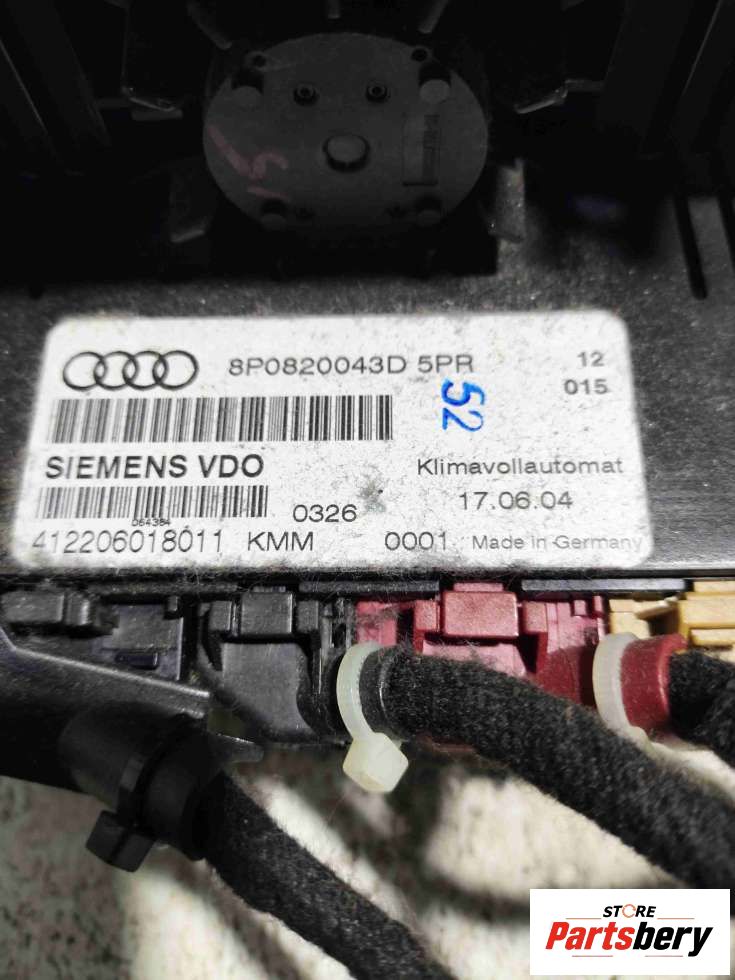 8P0820043D 5PR 12
015
52
SIEMENS VDO Klimavollautomat
064384 0326 17.06.04
412206018011 KMM 0001 Made in Germany
STORE
Partsbery